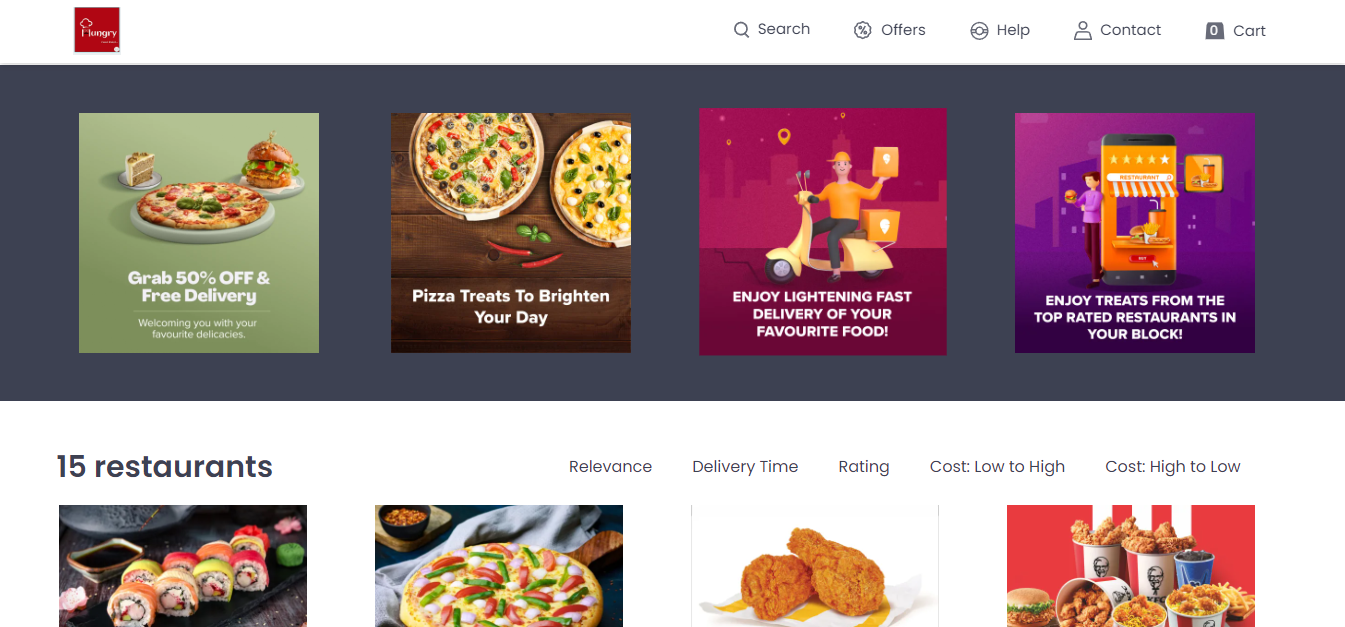 Hungry
Search
Offers
Help
Contact
0
Cart
Grab 50% OFF &
Free Delivery
Welcoming you with your
favourite delicacies.
Pizza Treats To Brighten
Your Day
ENJOY LIGHTENING FAST
DELIVERY OF YOUR
FAVOURITE FOOD!
RESTAURANT
ENJOY TREATS FROM THE
TOP RATED RESTAURANTS IN
YOUR BLOCK!
15 restaurants
Relevance
Delivery Time
Rating
Cost: Low to High
Cost: High to Low
KFC